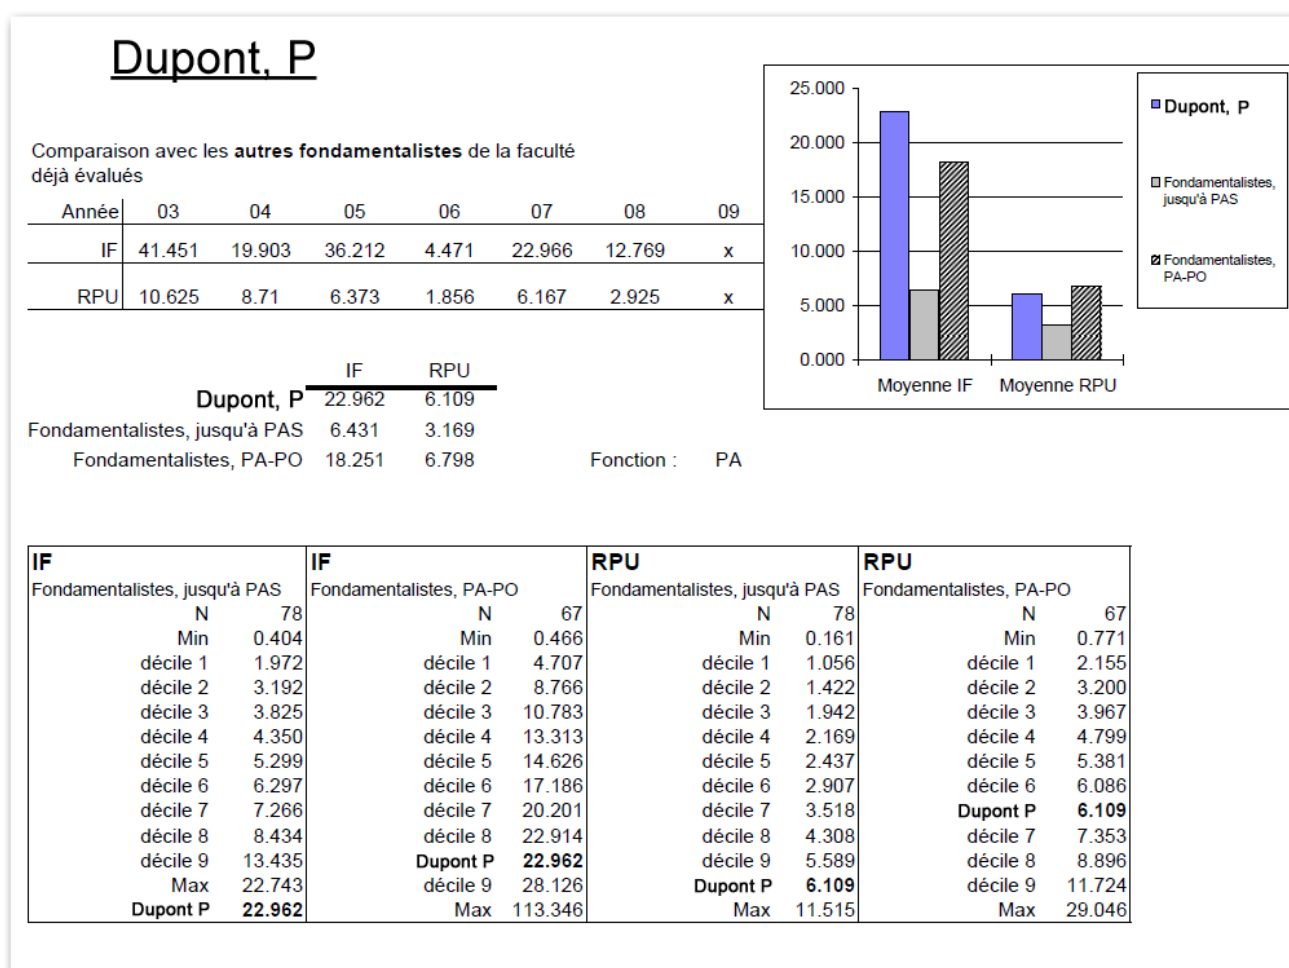 Dupont, P
Comparaison avec les autres fondamentalistes de la faculté
déjà évalués
Année 03 04 05 06 07 08 09
IF 41.451 19.903 36.212 4.471 22.966 12.769 x
RPU 10.625 8.71 6.373 1.856 6.167 2.925 x
25.000
20.000
15.000
10.000
5.000
0.000
Moyenne IF Moyenne RPU
Dupont, P
Fondamentalistes,
jusqu'à PAS
Fondamentalistes,
PA-PO
IF RPU
Dupont, P 22.962 6.109
Fondamentalistes, jusqu'à PAS 6.431 3.169
Fondamentalistes, PA-PO 18.251 6.798 Fonction : PA
IF IF RPU RPU
Fondamentalistes, jusqu'à PAS Fondamentalistes, PA-PO Fondamentalistes, jusqu'à PAS Fondamentalistes, PA-PO
N 78 N 67 N 78 N 67
Min 0.404 Min 0.466 Min 0.161 Min 0.771
décile 1 1.972 décile 1 4.707 décile 1 1.056 décile 1 2.155
décile 2 3.192 décile 2 8.766 décile 2 1.422 décile 2 3.200
décile 3 3.825 décile 3 10.783 décile 3 1.942 décile 3 3.967
décile 4 4.350 décile 4 13.313 décile 4 2.169 décile 4 4.799
décile 5 5.299 décile 5 14.626 décile 5 2.437 décile 5 5.381
décile 6 6.297 décile 6 17.186 décile 6 2.907 décile 6 6.086
décile 7 7.266 décile 7 20.201 décile 7 3.518 Dupont P 6.109
décile 8 8.434 décile 8 22.914 décile 8 4.308 décile 7 7.353
décile 9 13.435 Dupont P 22.962 décile 9 5.589 décile 8 8.896
Max 22.743 décile 9 28.126 Dupont P 6.109 décile 9 11.724
Dupont P 22.962 Max 113.346 Max 11.515 Max 29.046